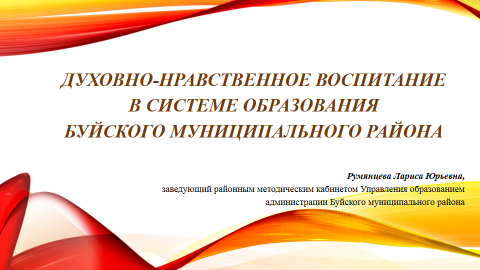 ДУХОВНО-НРАВСТВЕННОЕ ВОСПИТАНИЕ
В СИСТЕМЕ ОБРАЗОВАНИЯ
БУЙСКОГО МУНИЦИПАЛЬНОГО РАЙОНА
Румянцева Лариса Юрьевна,
заведующий районным методическим кабинетом Управления образованием
администрации Буйского муниципального района